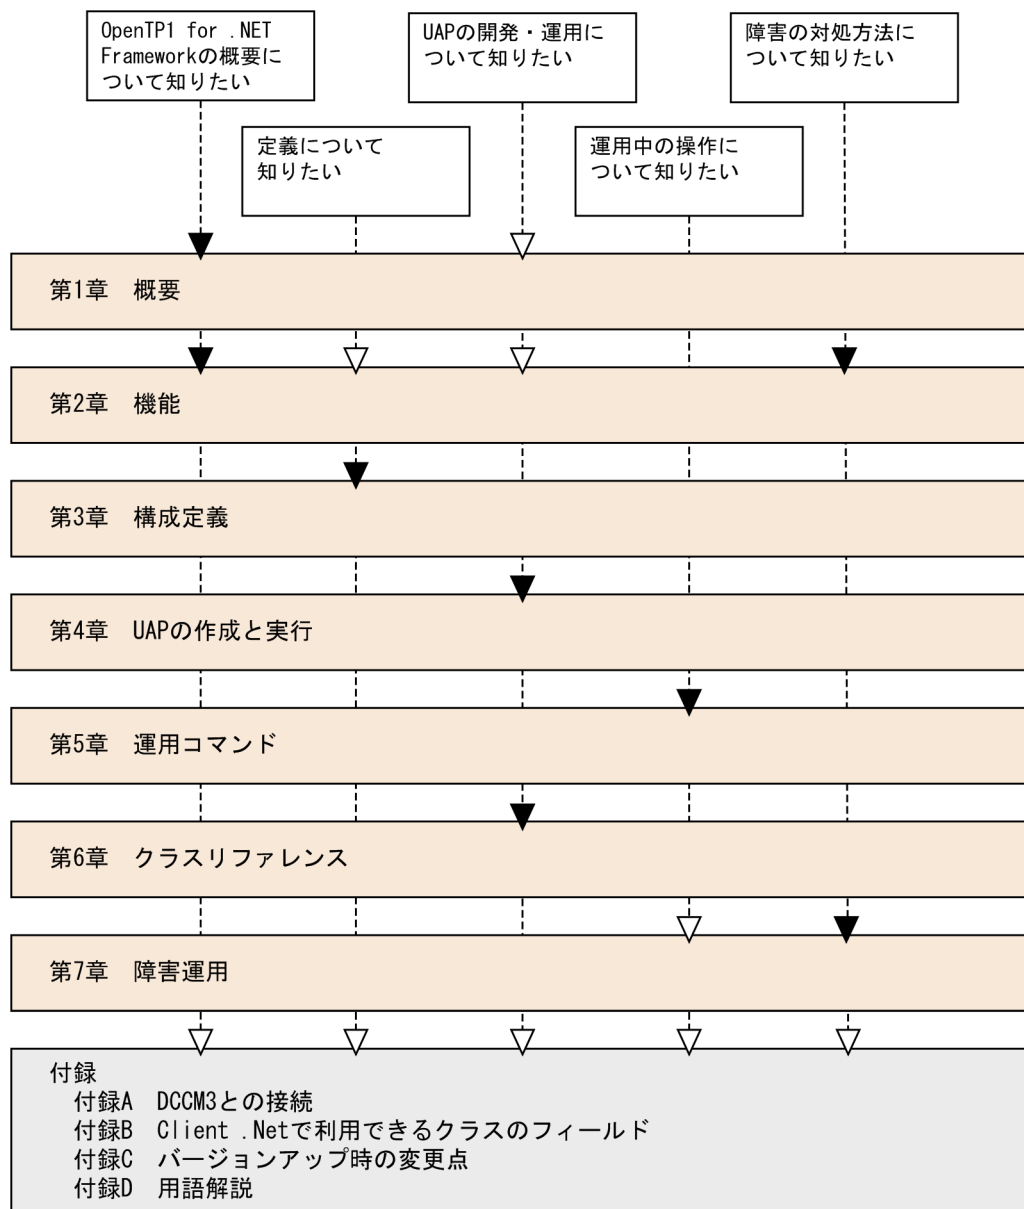 OpenTP1 for .NET
Frameworkの概要に
ついて知りたい
UAPの開発・運用に
ついて知りたい
障害の対処方法に
ついて知りたい
定義について
知りたい
運用中の操作に
ついて知りたい
第1章　概要
第2章　機能
第3章　構成定義
第4章　UAPの作成と実行
第5章　運用コマンド
第6章　クラスリファレンス
第7章　障害運用
付録
付録A　DCCM3との接続
付録B　Client .Netで利用できるクラスのフィールド
付録C　バージョンアップ時の変更点
付録D　用語解説